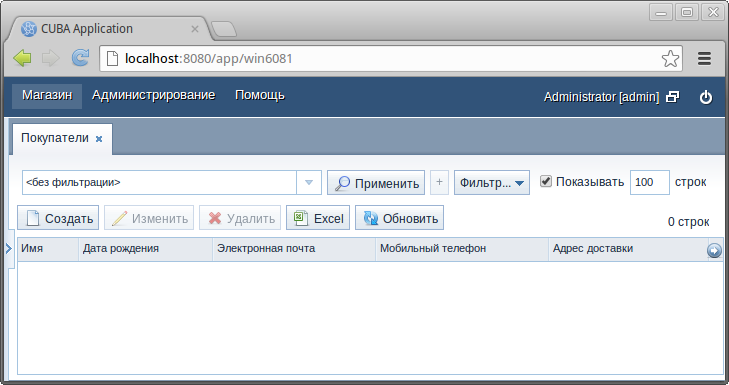 CUBA Application
localhost:8080/app/win6081
Магазин Администрирование Помощь Administrator [admin]
Покупатели
<без фильтрации> Применить + Фильтр... Показывать 100 строк
Создать Изменить Удалить Excel Обновить 0 строк
Имя Дата рождения Электронная почта Мобильный телефон Адрес доставки